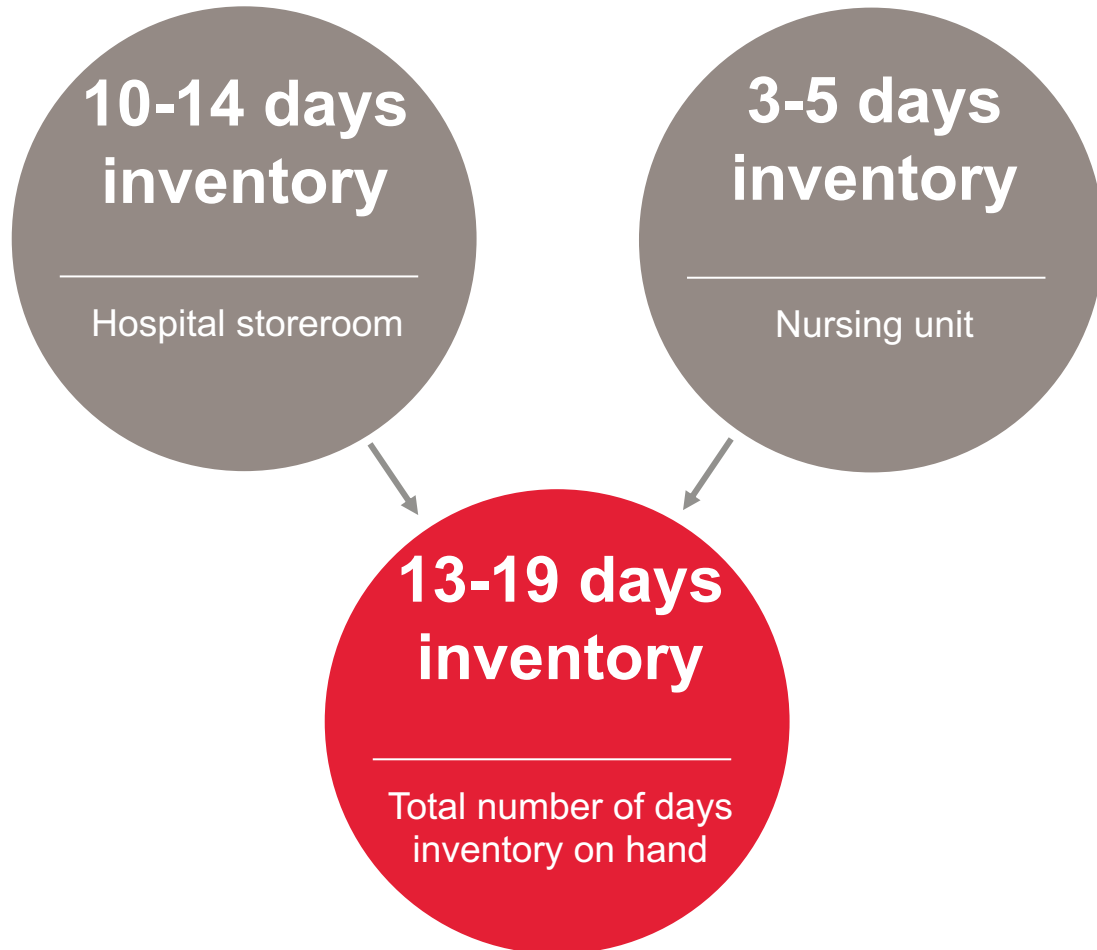 10-14 days
inventory
Hospital storeroom
3-5 days
inventory
Nursing unit
13-19 days
inventory
Total number of days
inventory on hand